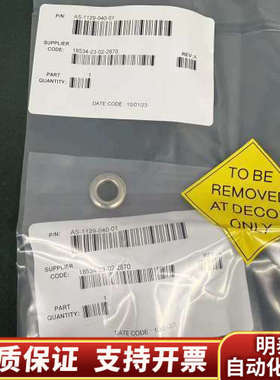 P/N: AS-1129-040-01
SUPPLIER
CODE: 18534-23-02-2670
REV:A
PART
QUANTITY: 1
DATE CODE : 10/01/23
TO BE
REMOVED
AT DECO
ONLY
P/N: AS-1129-040-01
SUPPLIER
CODE: 18534-23-02-2670
PART
QUANTITY: 1
DATE CODE :
质保证 支持开票
明
自动化